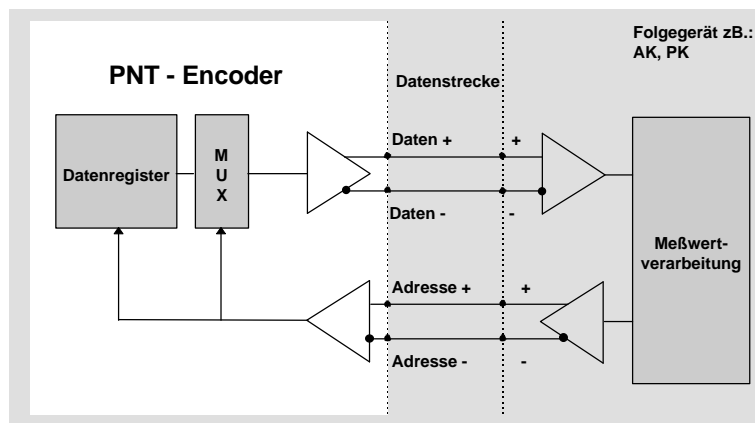 Folgegerät zB.:
AK, PK
PNT - Encoder
Datenstrecke
Datenregister
M
U
X
Daten +
+
Daten -
-
Meßwert-
verarbeitung
Adresse +
+
Adresse -
-